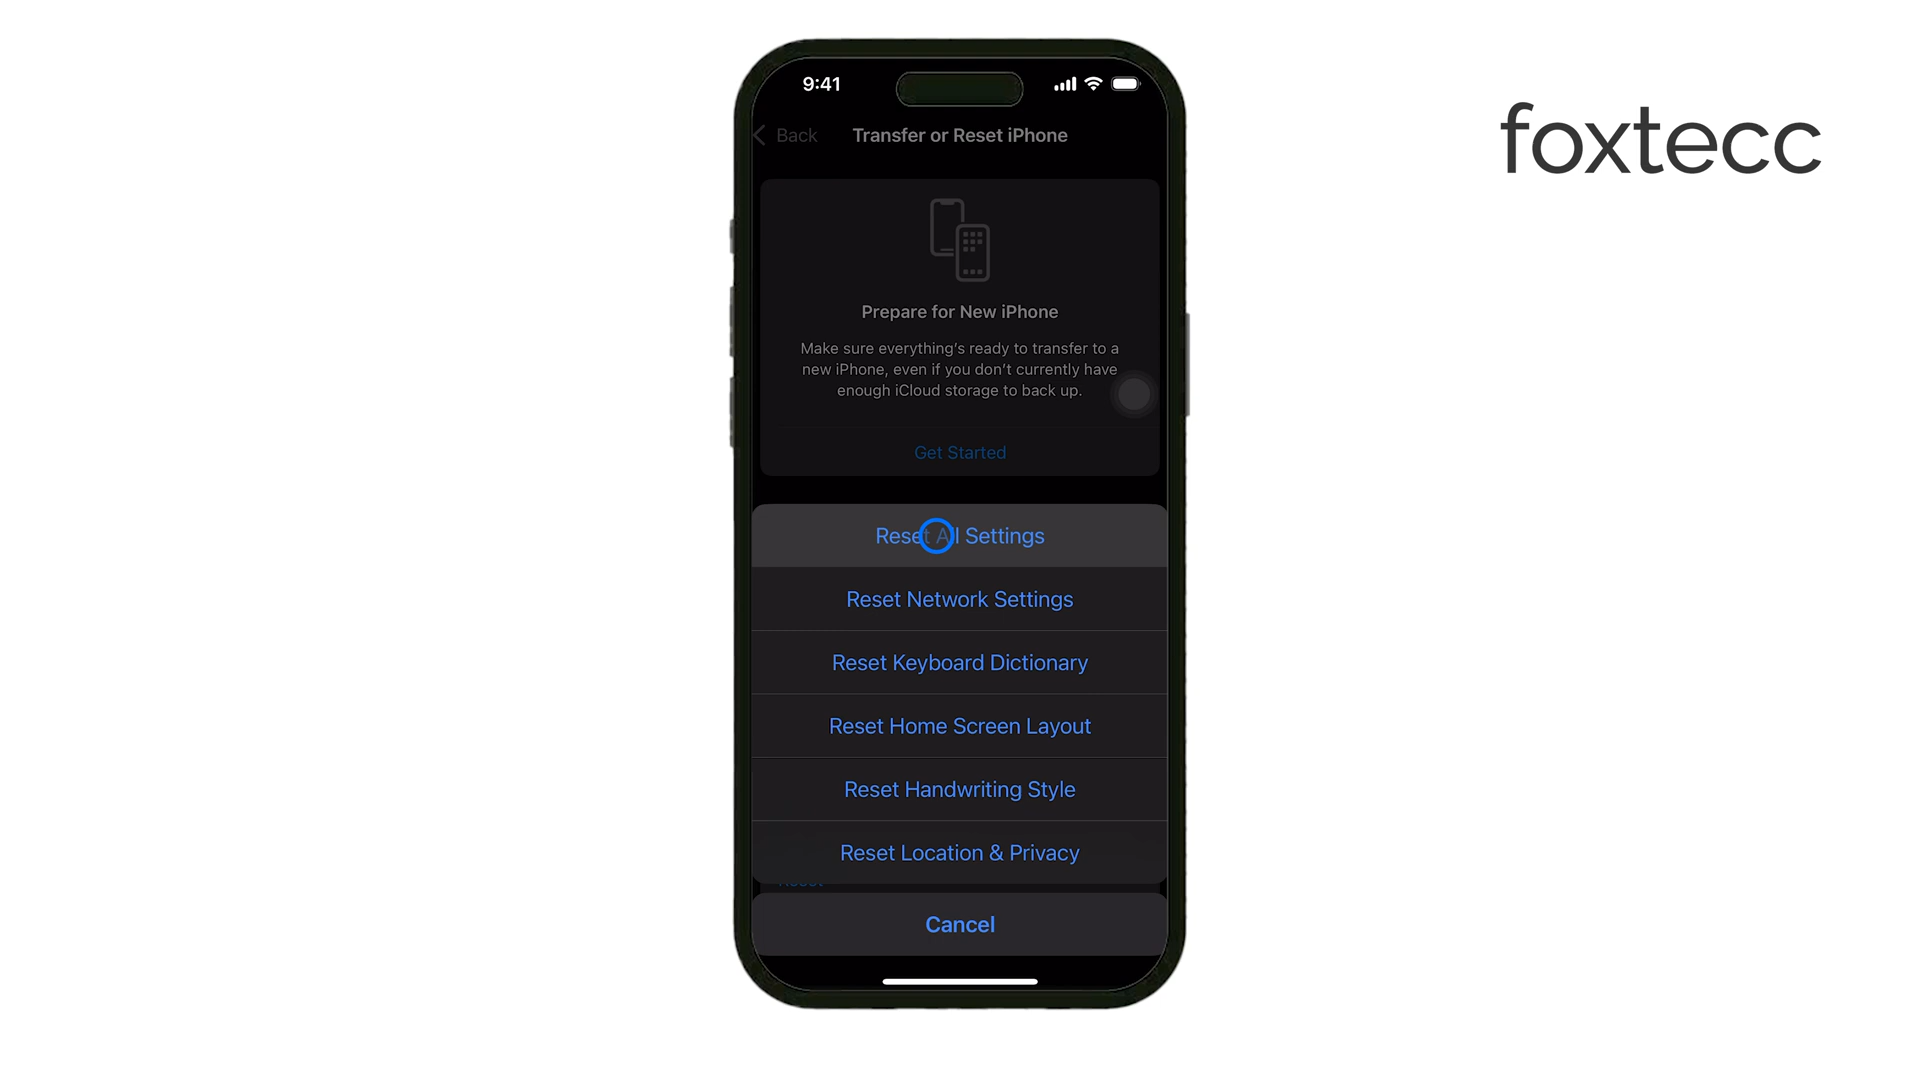 9:41
foxtecc
Back
Transfer or Reset iPhone
Prepare for New iPhone
Make sure everything's ready to transfer to a
new iPhone, even if you don't currently have
enough iCloud storage to back up.
Get Started
Reset All Settings
Reset Network Settings
Reset Keyboard Dictionary
Reset Home Screen Layout
Reset Handwriting Style
Reset Location & Privacy
Reset
Cancel